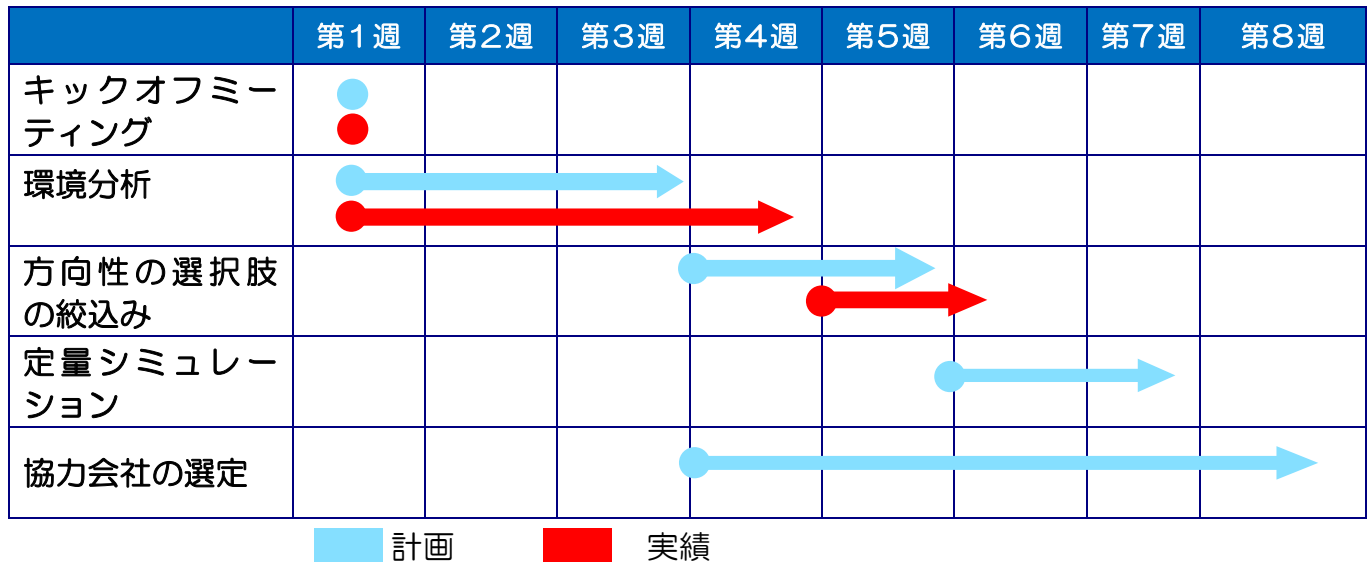 第１週 第２週 第３週 第４週 第５週 第６週 第７週 第８週
キックオフミー
ティング
環境分析
方向性の選択肢
の絞込み
定量シミュレー
ション
協力会社の選定
計画 実績